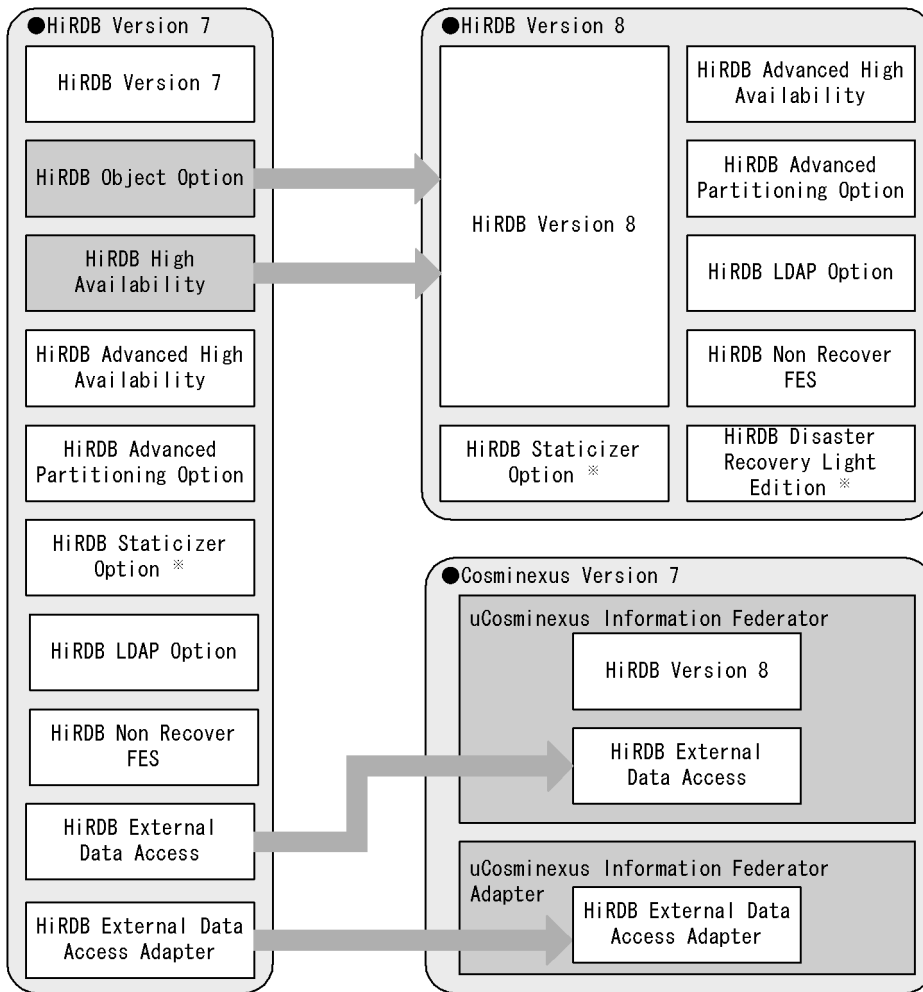 ●HiRDB Version 7
HiRDB Version 7
HiRDB Object Option
HiRDB High
Availability
HiRDB Advanced High
Availability
HiRDB Advanced
Partitioning Option
HiRDB Staticizer
Option ※
HiRDB LDAP Option
HiRDB Non Recover
FES
HiRDB External
Data Access
HiRDB External Data
Access Adapter
●HiRDB Version 8
HiRDB Version 8
HiRDB Staticizer
Option ※
HiRDB Advanced High
Availability
HiRDB Advanced
Partitioning Option
HiRDB LDAP Option
HiRDB Non Recover
FES
HiRDB Disaster
Recovery Light
Edition ※
●Cosminexus Version 7
uCosminexus Information Federator
HiRDB Version 8
HiRDB External
Data Access
uCosminexus Information Federator
Adapter
HiRDB External Data
Access Adapter